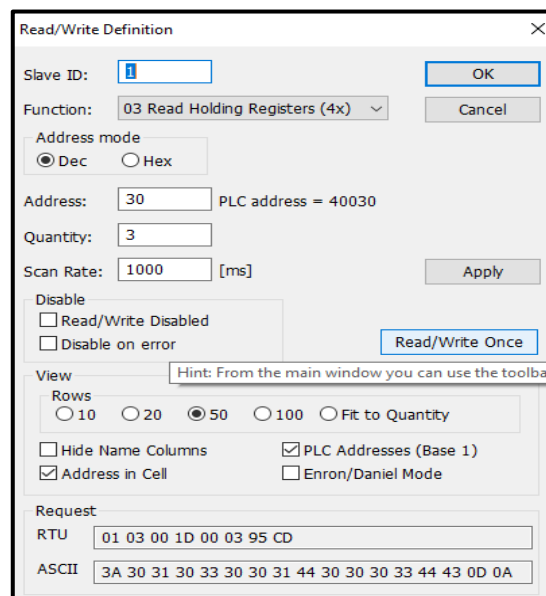 Read/Write Definition
Slave ID: 1 OK
Function: 03 Read Holding Registers (4x) Cancel
Address mode
Dec Hex
Address: 30 PLC address = 40030
Quantity: 3
Scan Rate: 1000 [ms] Apply
Disable
Read/Write Disabled
Disable on error Read/Write Once
Hint: From the main window you can use the toolba
View
Rows
10 20 50 100 Fit to Quantity
Hide Name Columns PLC Addresses (Base 1)
Address in Cell Enron/Daniel Mode
Request
RTU 01 03 00 1D 00 03 95 CD
ASCII 3A 30 31 30 33 30 30 31 44 30 30 30 33 44 43 0D 0A